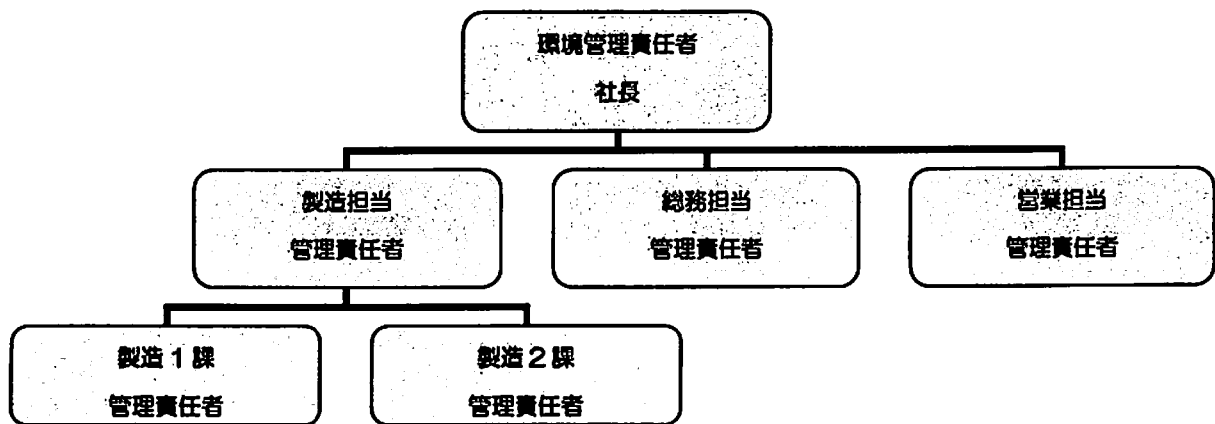 環境管理責任者
社長
製造担当
管理責任者
総務担当
管理責任者
営業担当
管理責任者
製造1課
管理責任者
製造2課
管理責任者